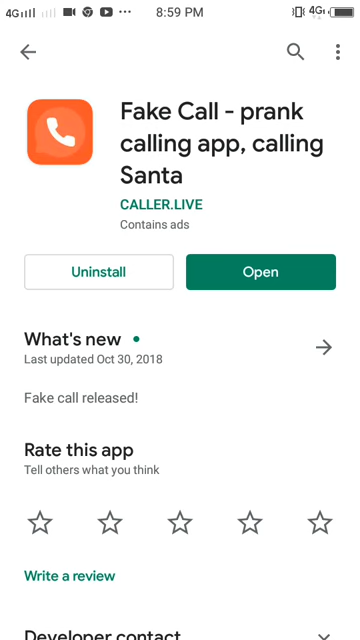 4G 8:59 PM 4G
Fake Call - prank
calling app, calling
Santa
CALLER.LIVE
Contains ads
Uninstall Open
What's new
Last updated Oct 30, 2018
Fake call released!
Rate this app
Tell others what you think
Write a review
Developer contact